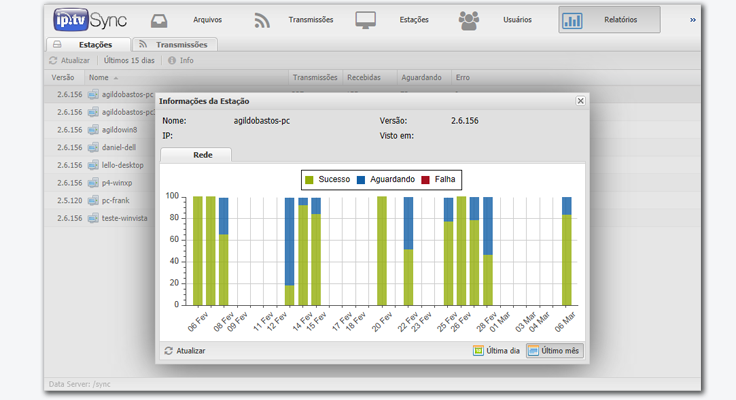 ip.tv Sync Arquivos Transmissões Estações Usuários Relatórios »
Estações Transmissões
Atualizar Últimos 15 dias Info
Versão Nome Transmissões Recebidas Aguardando Erro
2.6.156 agildobastos-pc
2.6.156 agildobastos-pc
2.6.156 agildowin8
2.6.156 daniel-dell
2.6.156 lello-desktop
2.6.156 p4-winxp
2.5.120 pc-frank
2.6.156 teste-winvista
Informações da Estação
Nome: agildobastos-pc Versão: 2.6.156
IP: Visto em:
Rede
Sucesso Aguardando Falha
100
80
60
40
20
0
06 Fev 08 Fev 09 Fev 11 Fev 12 Fev 14 Fev 15 Fev 17 Fev 18 Fev 20 Fev 22 Fev 23 Fev 25 Fev 26 Fev 28 Fev 01 Mar 03 Mar 04 Mar 06 Mar
Atualizar Última dia Último mês
Data Server: /sync